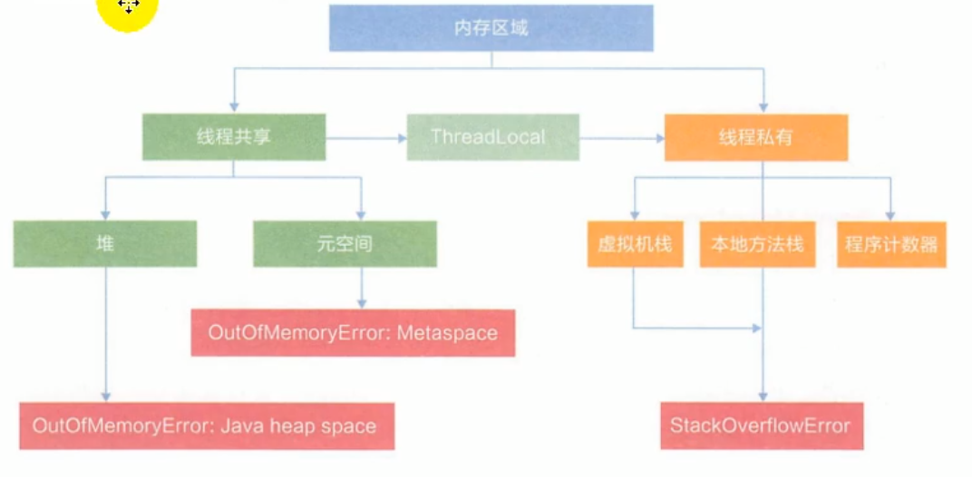 内存区域
线程共享
ThreadLocal
线程私有
堆
元空间
虚拟机栈
本地方法栈
程序计数器
OutOfMemoryError: Metaspace
OutOfMemoryError: Java heap space
StackOverflowError